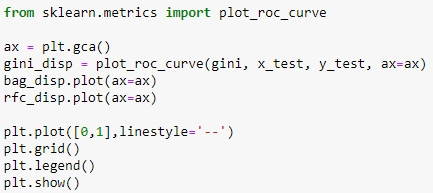 from sklearn.metrics import plot_roc_curve
ax = plt.gca()
gini_disp = plot_roc_curve(gini, x_test, y_test, ax=ax)
bag_disp.plot(ax=ax)
rfc_disp.plot(ax=ax)
plt.plot([0,1],linestyle='--')
plt.grid()
plt.legend()
plt.show()